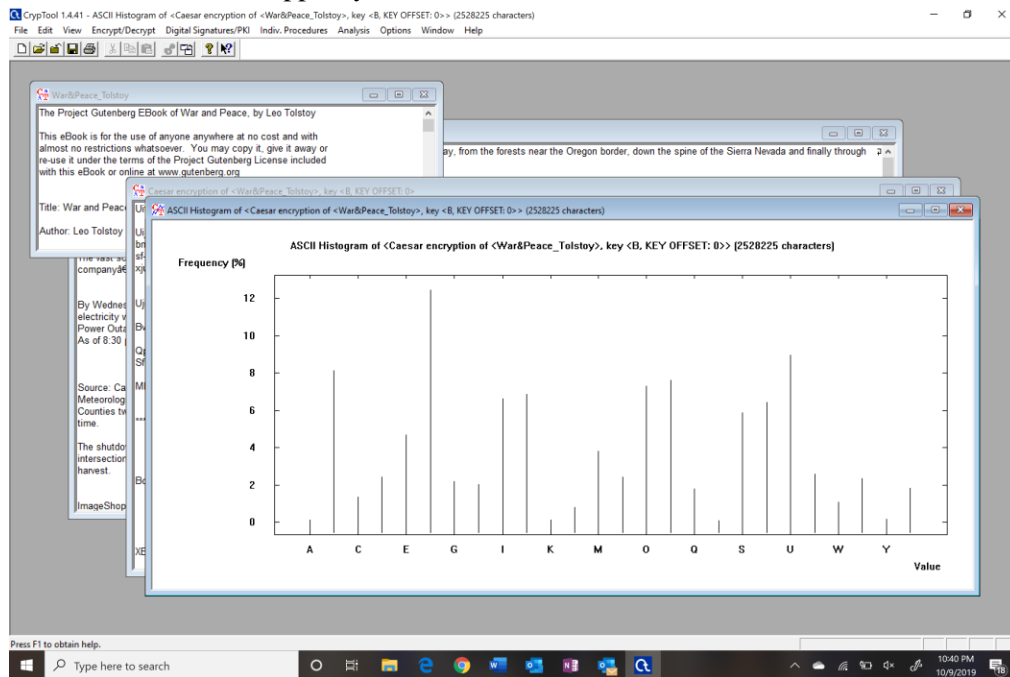 CrypTool 1.4.41 - ASCII Histogram of <Caesar encryption of <War&Peace_Tolstoy>, key <B, KEY OFFSET: 0>> (2528225 characters)
File Edit View Encrypt/Decrypt Digital Signatures/PKI Indiv. Procedures Analysis Options Window Help
War&Peace_Tolstoy
The Project Gutenberg EBook of War and Peace, by Leo Tolstoy
This eBook is for the use of anyone anywhere at no cost and with
almost no restrictions whatsoever. You may copy it, give it away or
re-use it under the terms of the Project Gutenberg License included
with this eBook or online at www.gutenberg.org
Title: War and Peac
Author: Leo Tolstoy
ay, from the forests near the Oregon border, down the spine of the Sierra Nevada and finally through
companyâ€
By Wednes
electricity v
Power Outa
As of 8:30
Source: Ca
Meteorolog
Counties tw
time.
The shutdo
intersection
harvest.
ImageShop
Caesar encryption of <War&Peace_Tolstoy>, key <B, KEY OFFSET: 0>
ASCII Histogram of <Caesar encryption of <War&Peace_Tolstoy>, key <B, KEY OFFSET: 0>> (2528225 characters)
ASCII Histogram of <Caesar encryption of <War&Peace_Tolstoy>, key <B, KEY OFFSET: 0>> (2528225 characters)
Frequency (%)
12
10
8
6
4
2
0
A C E G I K M O Q S U W Y
Value
Press F1 to obtain help.
Type here to search
10:40 PM
10/9/2019
18